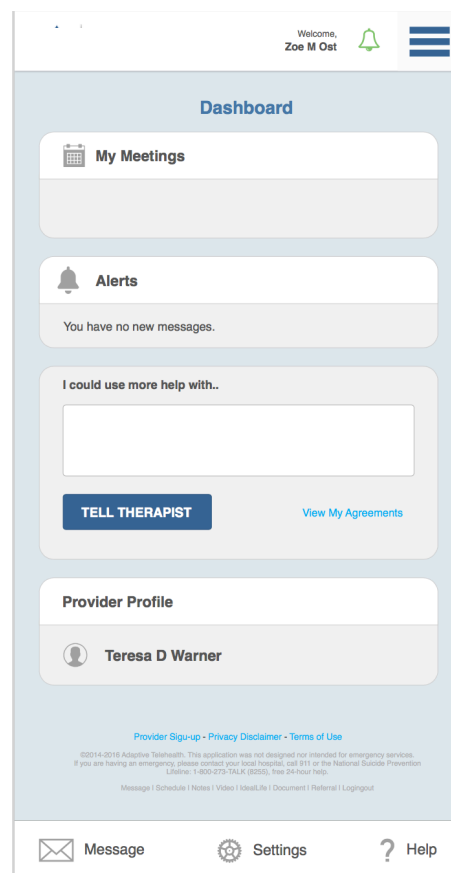 Welcome,
Zoe M Ost
Dashboard
My Meetings
Alerts
You have no new messages.
I could use more help with..
TELL THERAPIST
View My Agreements
Provider Profile
Teresa D Warner
Provider Sigu-up - Privacy Disclaimer - Terms of Use
©2014-2016 Adaptive Telehealth. This application was not designed nor intended for emergency services.
If you are having an emergency, please contact your local hospital, call 911 or the National Suicide Prevention
Lifeline: 1-800-273-TALK (8255), free 24-hour help.
Message I Schedule I Notes I Video I IdeatLife I Document I Referral I Logingout
Message
Settings
? Help